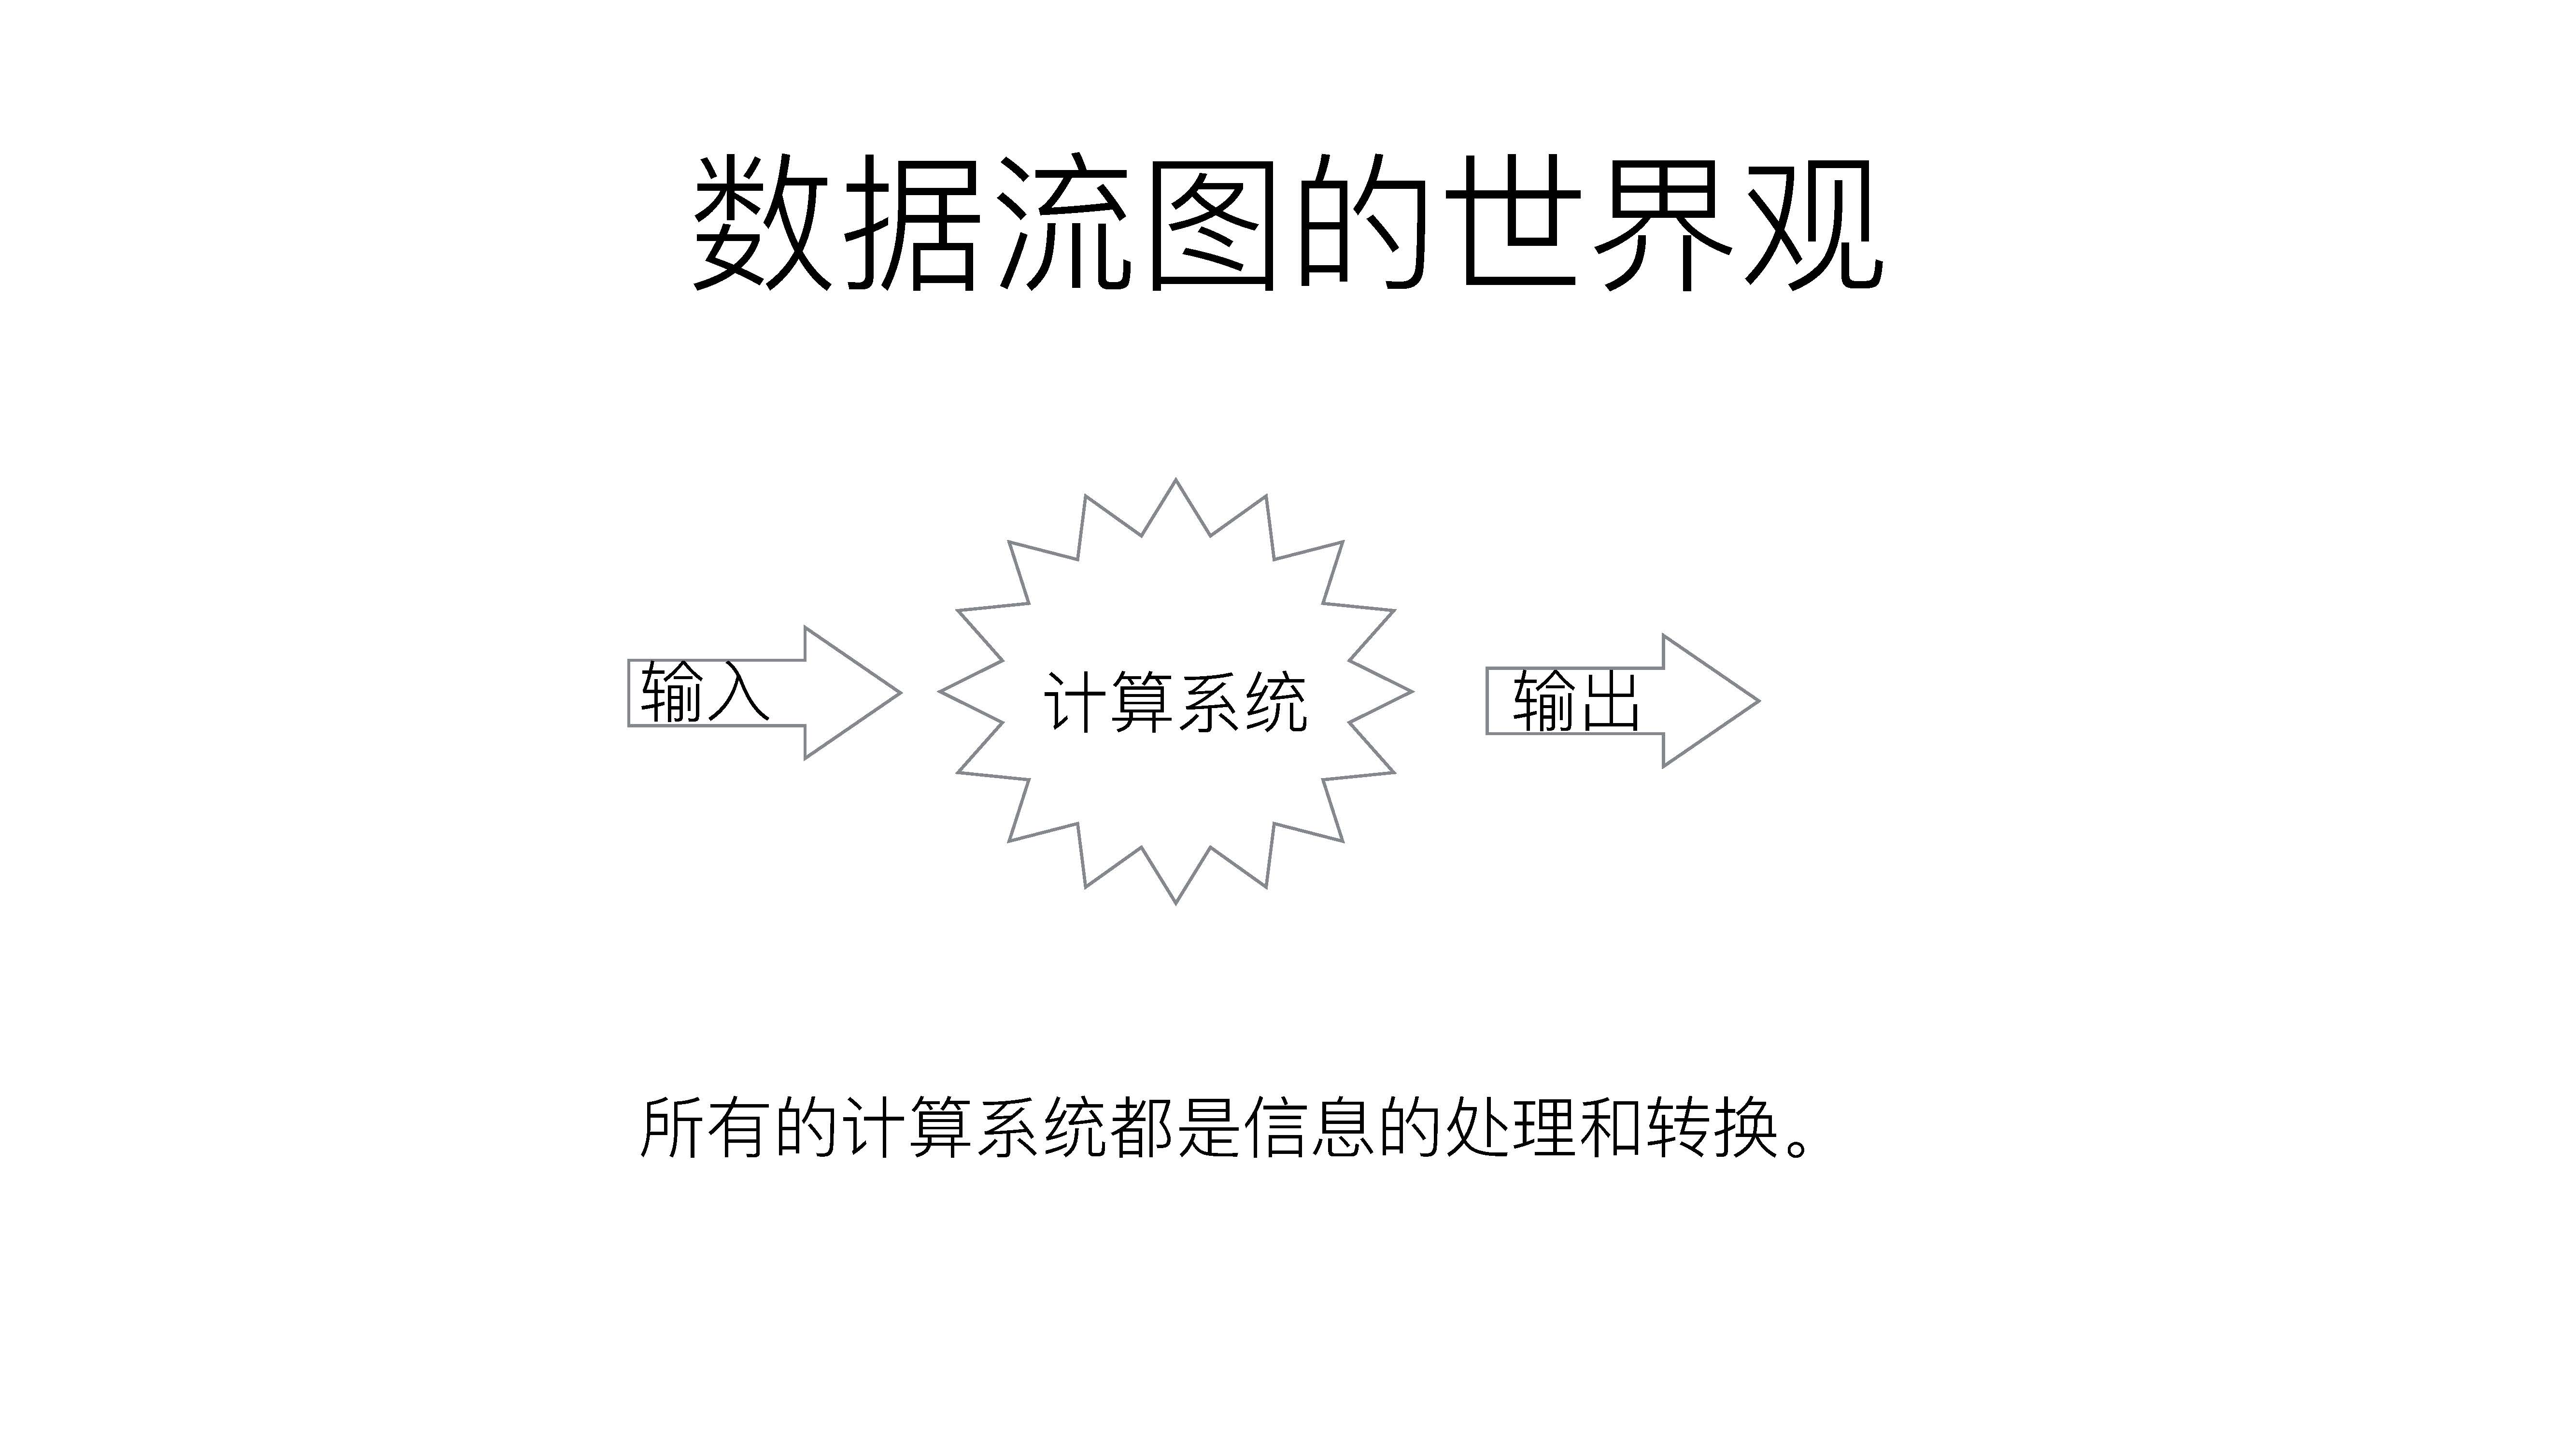 数据流图的世界观
输入
计算系统
输出
所有的计算系统都是信息的处理和转换。